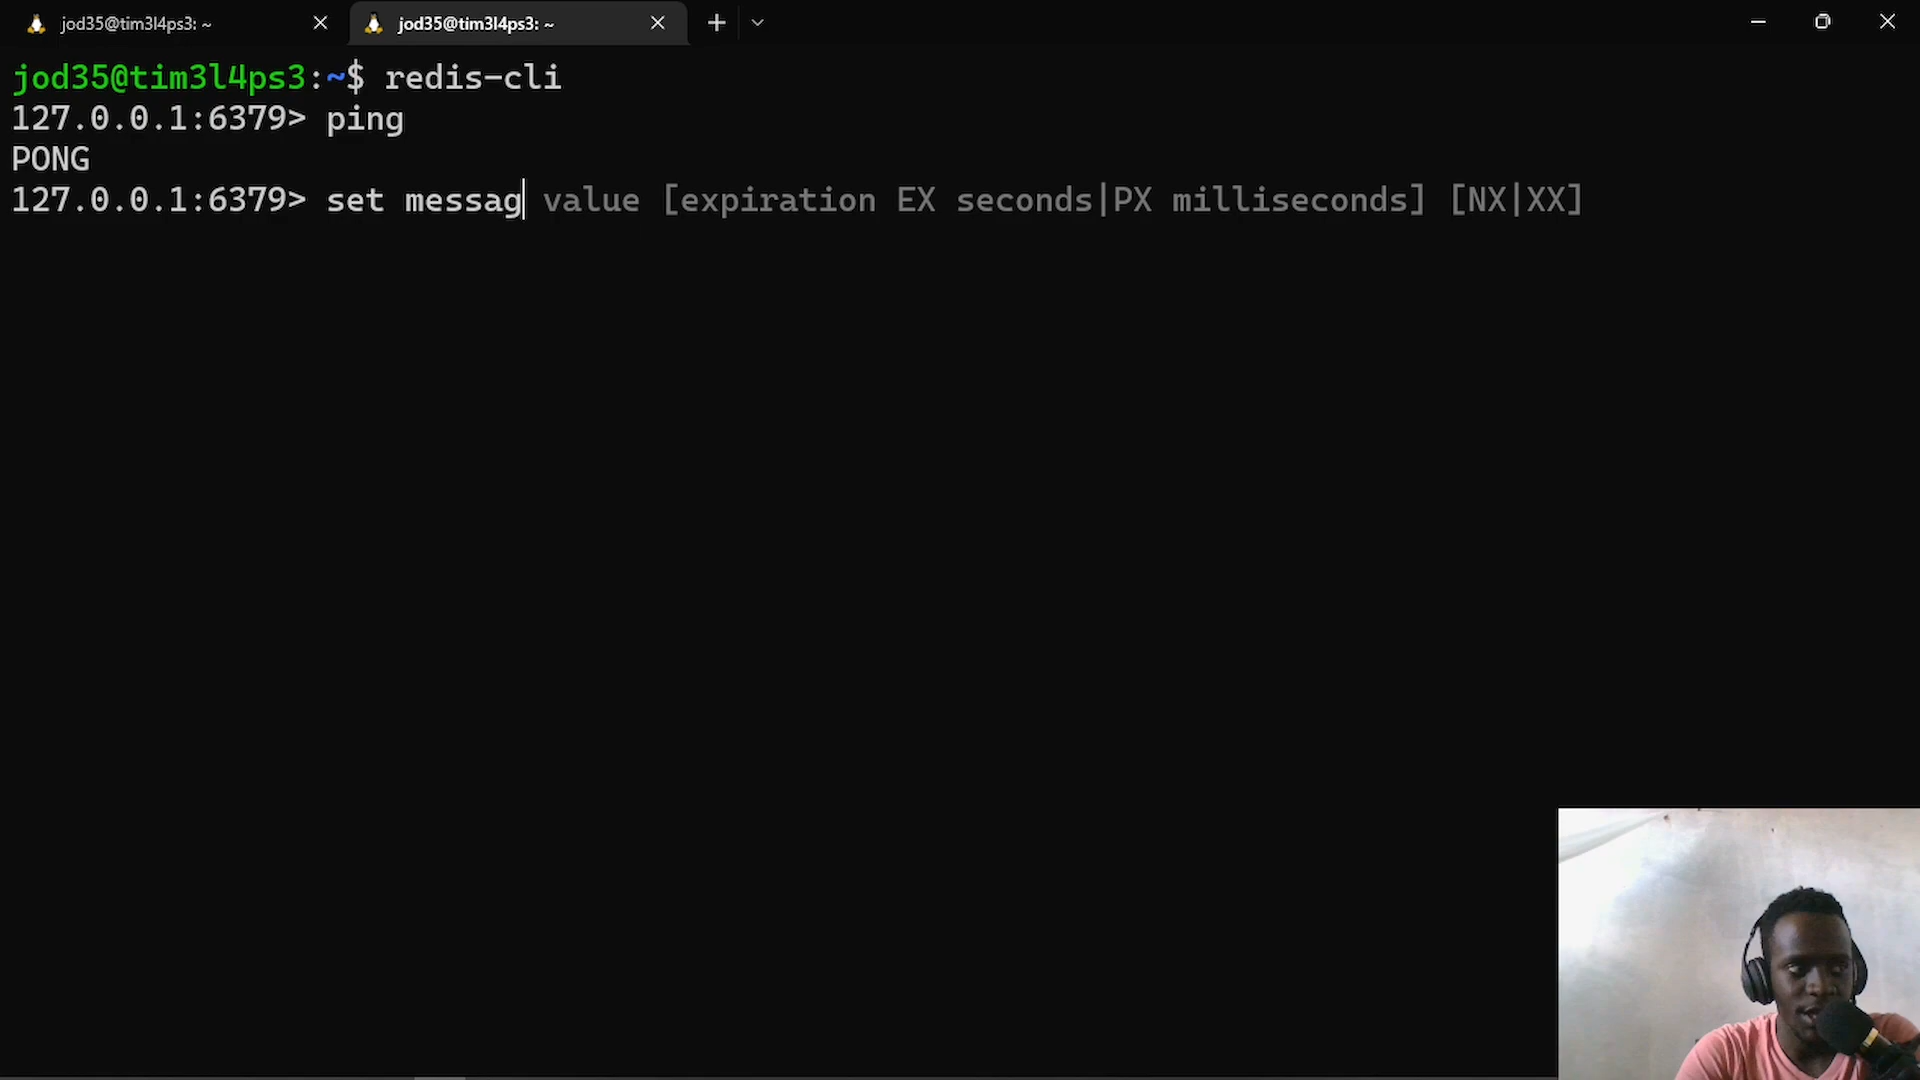 jod35@tim3l4ps3: ~
jod35@tim3l4ps3: ~
jod35@tim3l4ps3:~$ redis-cli
127.0.0.1:6379> ping
PONG
127.0.0.1:6379> set messag value [expiration EX seconds|PX milliseconds] [NX|XX]